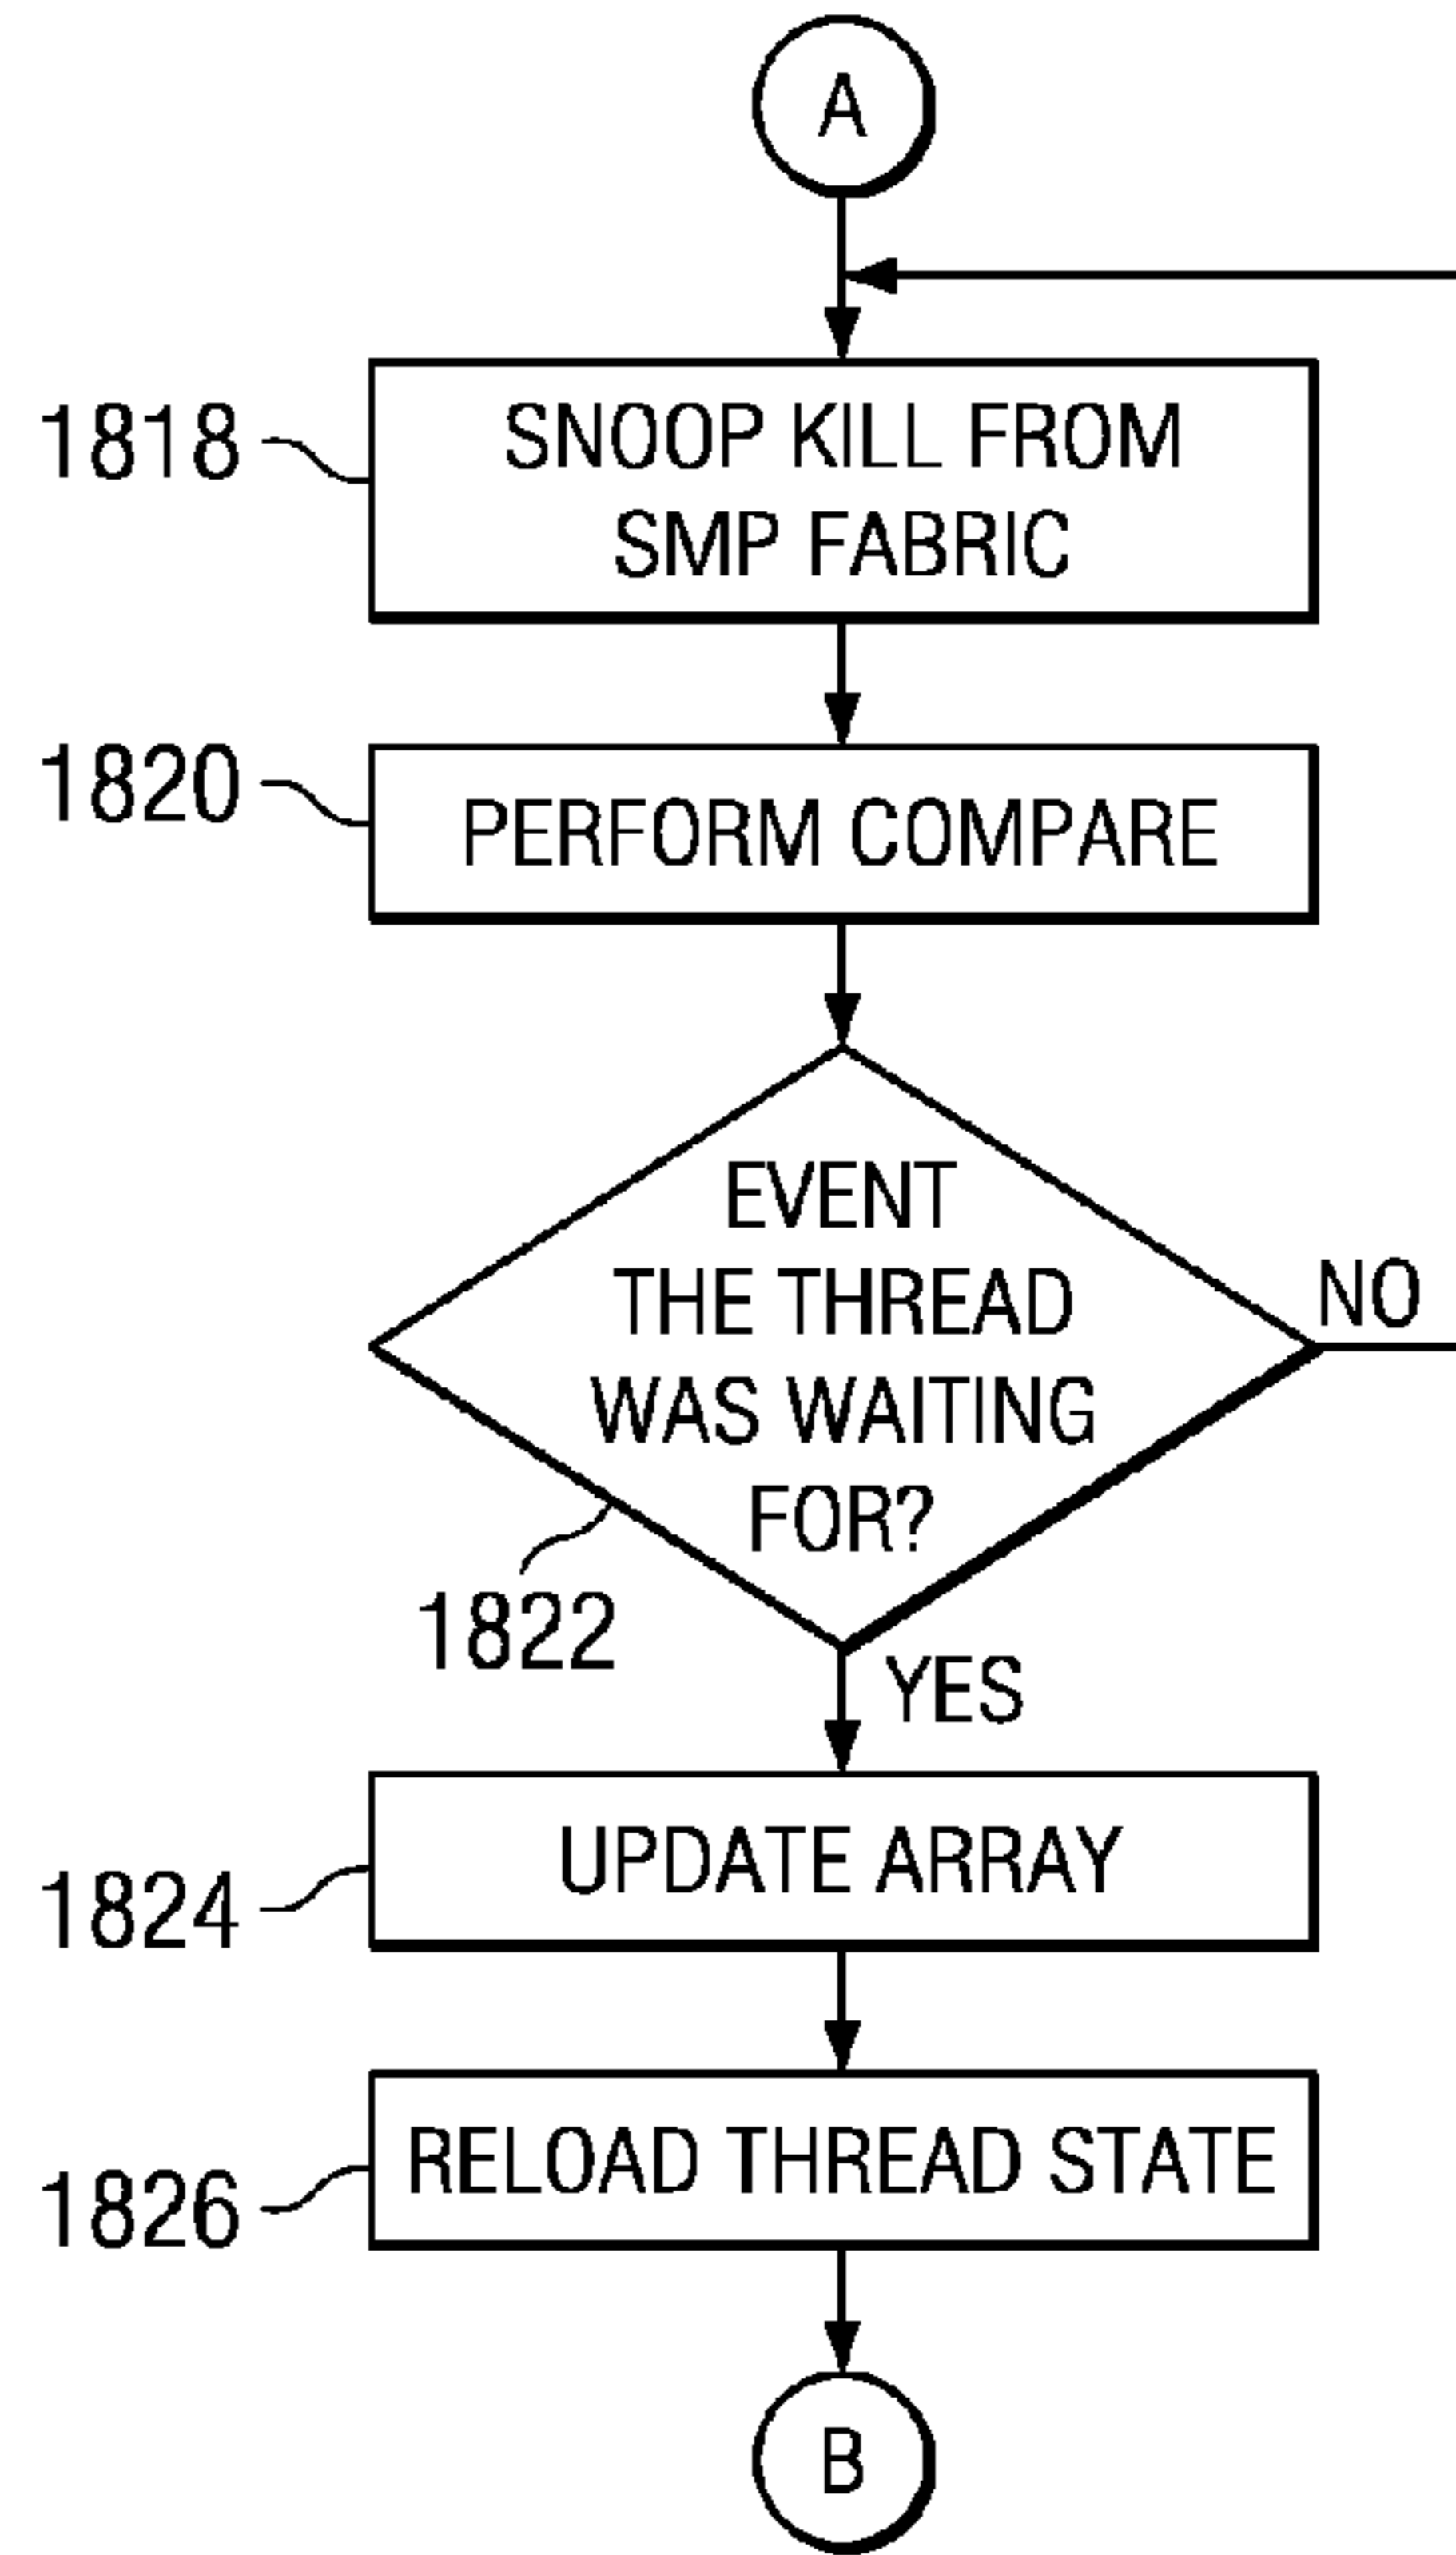 A
1818
SNOOP KILL FROM
SMP FABRIC
1820
PERFORM COMPARE
EVENT
THE THREAD
WAS WAITING
FOR?
NO
1822
YES
1824
UPDATE ARRAY
1826
RELOAD THREAD STATE
B